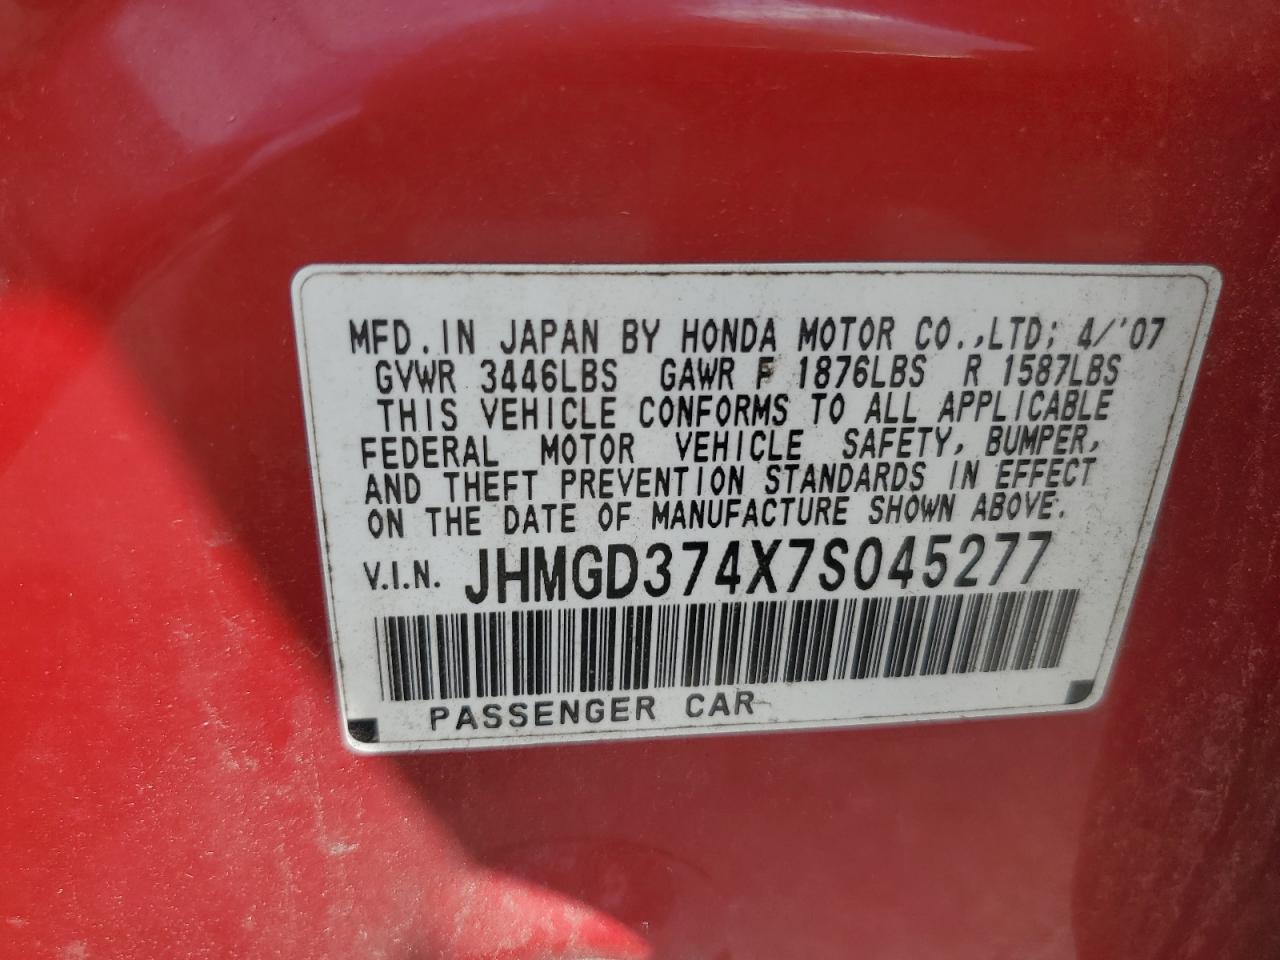 MFD. IN JAPAN BY HONDA MOTOR CO.,LTD; 4/'07
GVWR 3446LBS GAWR F 1876LBS R 1587LBS
THIS VEHICLE CONFORMS TO ALL APPLICABLE
FEDERAL MOTOR VEHICLE SAFETY, BUMPER,
AND THEFT PREVENTION STANDARDS IN EFFECT
ON THE DATE OF MANUFACTURE SHOWN ABOVE.
V.I.N. JHMGD374X7S045277
PASSENGER CAR